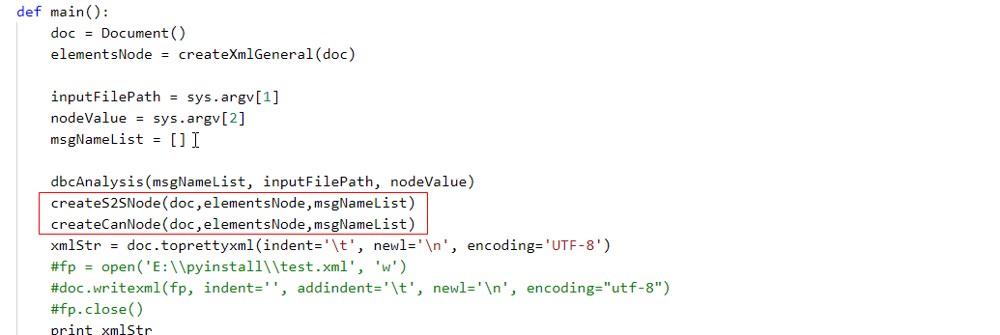 def main():
doc = Document()
elementsNode = createXmlGeneral(doc)
inputFilePath = sys.argv[1]
nodeValue = sys.argv[2]
msgNameList = []
dbcAnalysis(msgNameList, inputFilePath, nodeValue)
createS2SNode(doc,elementsNode,msgNameList)
createCanNode(doc,elementsNode,msgNameList)
xmlStr = doc.toprettyxml(indent='\t', newl='\n', encoding='UTF-8')
#fp = open('E:\\pyinstall\\test.xml', 'w')
#doc.writexml(fp, indent='', addindent='\t', newl='\n', encoding="utf-8")
#fp.close()
print xmlStr